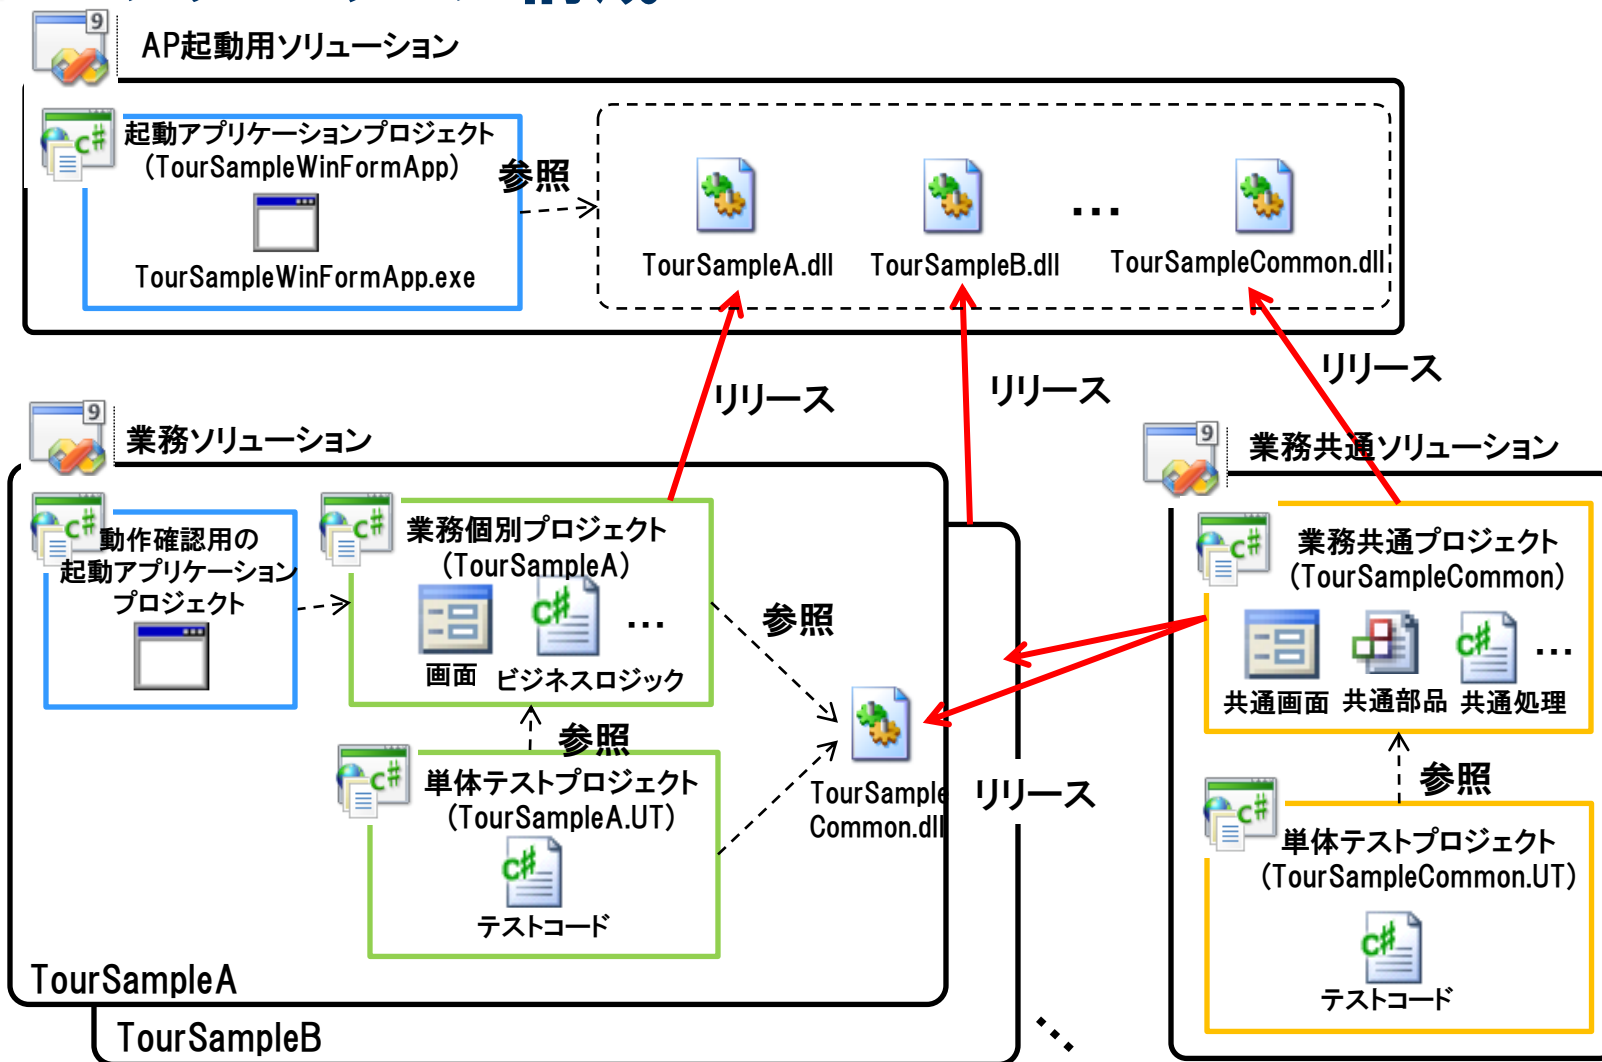 AP起動用ソリューション
起動アプリケーションプロジェクト
(TourSampleWinFormApp)
TourSampleWinFormApp.exe
参照
TourSampleA.dll
TourSampleB.dll
...
TourSampleCommon.dll
リリース
リリース
リリース
業務ソリューション
動作確認用の
起動アプリケーション
プロジェクト
業務個別プロジェクト
(TourSampleA)
画面
ビジネスロジック
...
参照
参照
単体テストプロジェクト
(TourSampleA.UT)
テストコード
TourSample
Common.dll
リリース
TourSampleA
TourSampleB
業務共通ソリューション
業務共通プロジェクト
(TourSampleCommon)
共通画面
共通部品
共通処理
...
参照
単体テストプロジェクト
(TourSampleCommon.UT)
テストコード